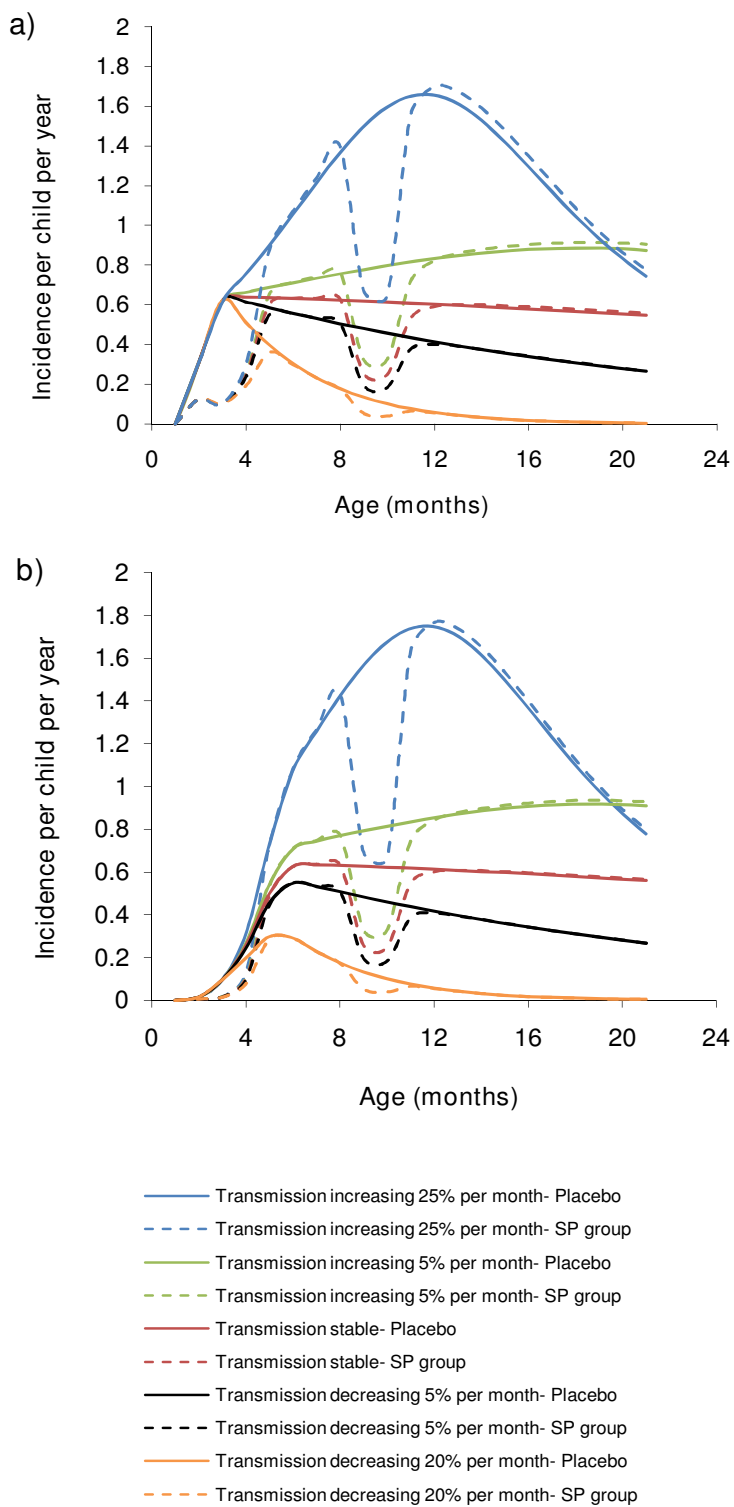 a)
2
1.8
1.6
1.4
1.2
1
0.8
0.6
0.4
0.2
0
Incidence per child per year
0 4 8 12 16 20 24
Age (months)
b)
2
1.8
1.6
1.4
1.2
1
0.8
0.6
0.4
0.2
0
Incidence per child per year
0 4 8 12 16 20 24
Age (months)
Transmission increasing 25% per month- Placebo
Transmission increasing 25% per month- SP group
Transmission increasing 5% per month- Placebo
Transmission increasing 5% per month- SP group
Transmission stable- Placebo
Transmission stable- SP group
Transmission decreasing 5% per month- Placebo
Transmission decreasing 5% per month- SP group
Transmission decreasing 20% per month- Placebo
Transmission decreasing 20% per month- SP group